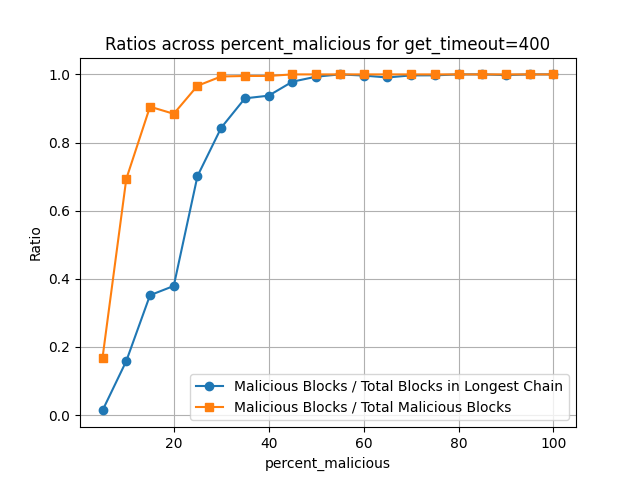 Ratios across percent_malicious for get_timeout=400
Ratio
1.0
0.8
0.6
0.4
0.2
0.0
Malicious Blocks / Total Blocks in Longest Chain
Malicious Blocks / Total Malicious Blocks
20 40 60 80 100
percent_malicious